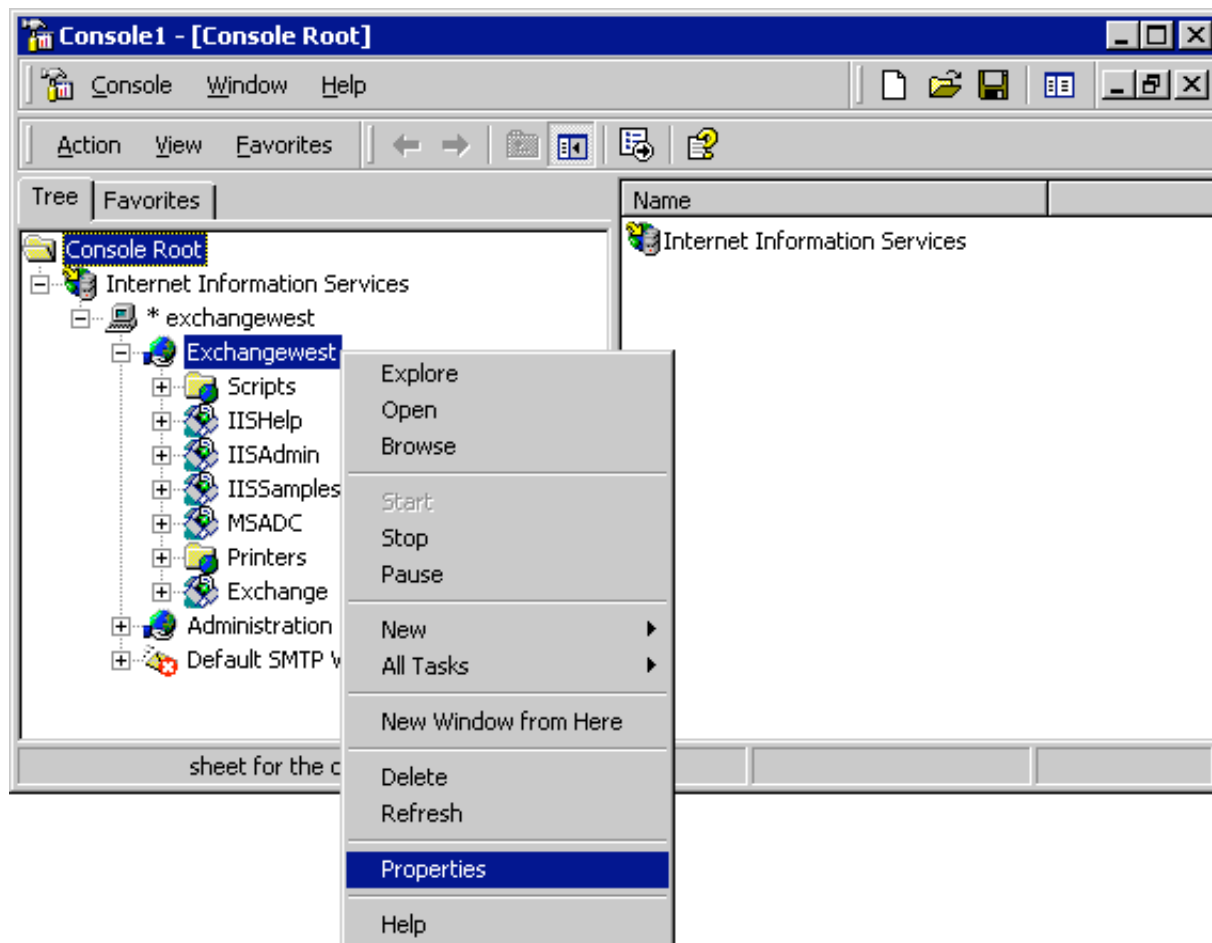 Console1 - [Console Root]
Console Window Help
Action View Favorites
Tree Favorites
Name
Console Root
Internet Information Services
Internet Information Services
* exchangewest
Exchangewest
Scripts
IISHelp
IISAdmin
IISSamples
MSADC
Printers
Exchange
Administration
Default SMTP V
Explore
Open
Browse
Start
Stop
Pause
New
All Tasks
New Window from Here
Delete
Refresh
Properties
Help
sheet for the c